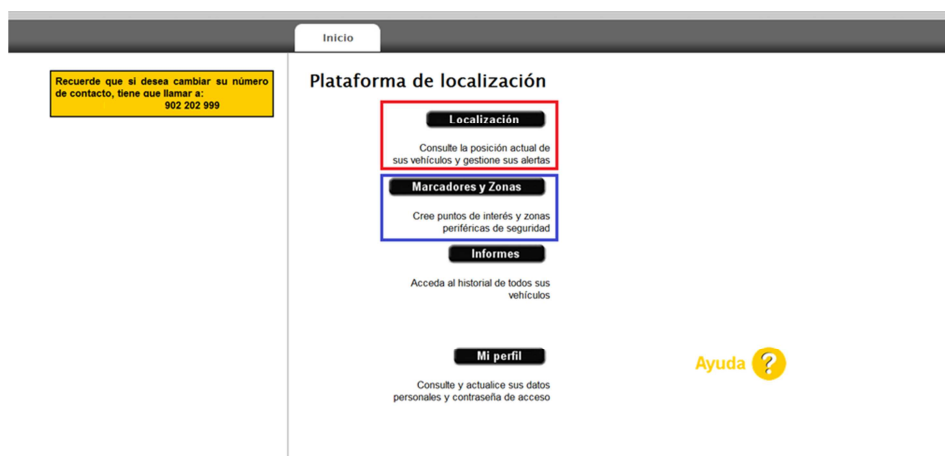 Inicio
Recuerde que si desea cambiar su número
de contacto, tiene que llamar a:
902 202 999
Plataforma de localización
Localización
Consulte la posición actual de
sus vehículos y gestione sus alertas
Marcadores y Zonas
Cree puntos de interés y zonas
periféricas de seguridad
Informes
Acceda al historial de todos sus
vehículos
Mi perfil
Consulte y actualice sus datos
personales y contraseña de acceso
Ayuda ?